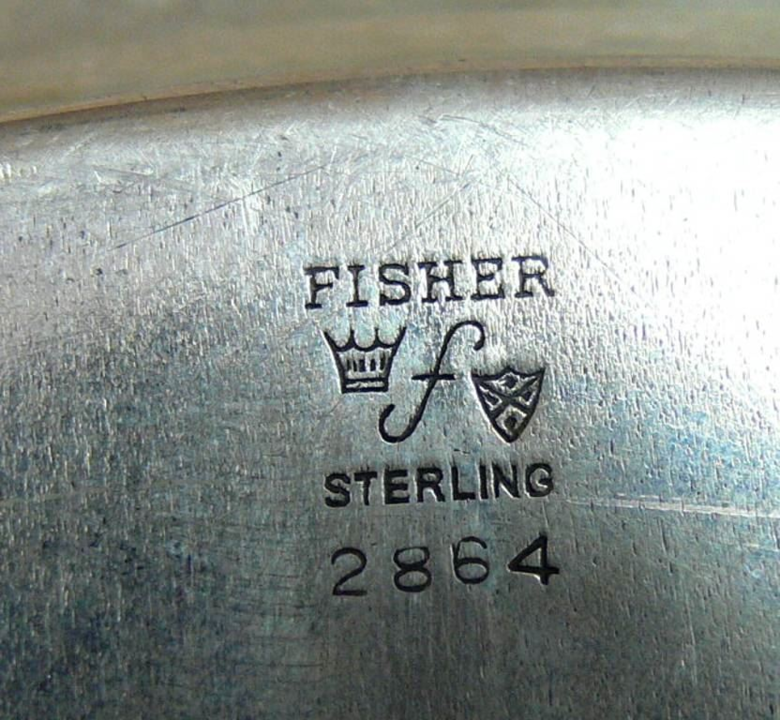 FISHER
f
STERLING
2864